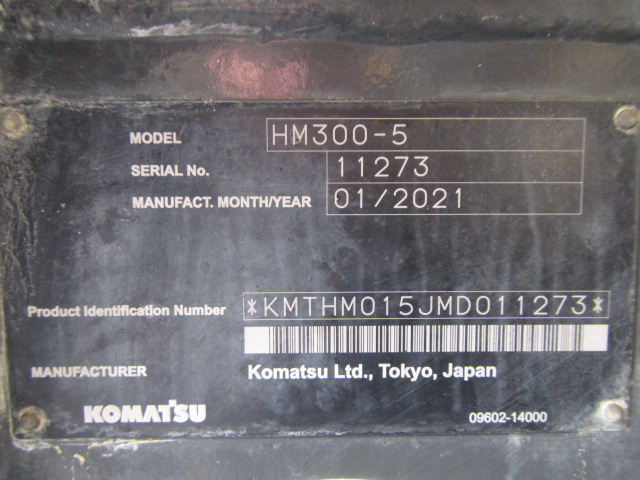 MODEL HM300-5
SERIAL No. 11273
MANUFACT. MONTH/YEAR 01/2021
Product Identification Number *KMTHM015JMD011273*
MANUFACTURER Komatsu Ltd., Tokyo, Japan
KOMATSU 09602-14000